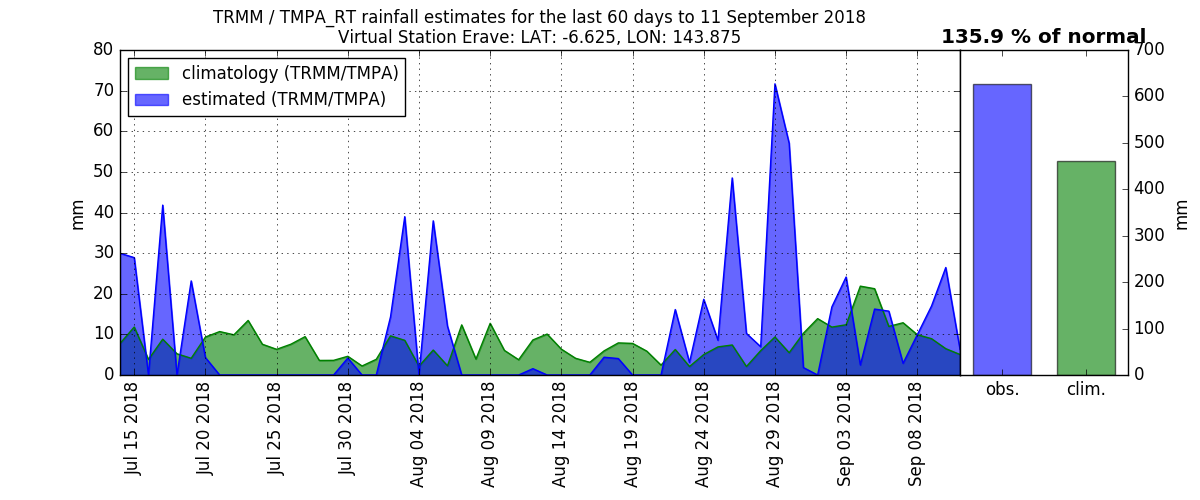 TRMM / TMPA_RT rainfall estimates for the last 60 days to 11 September 2018
Virtual Station Erave: LAT: -6.625, LON: 143.875
135.9 % of normal
climatology (TRMM/TMPA)
estimated (TRMM/TMPA)
mm
80
70
60
50
40
30
20
10
0
Jul 15 2018
Jul 20 2018
Jul 25 2018
Jul 30 2018
Aug 04 2018
Aug 09 2018
Aug 14 2018
Aug 19 2018
Aug 24 2018
Aug 29 2018
Sep 03 2018
Sep 08 2018
obs.
clim.
700
600
500
400
300
200
100
0
mm